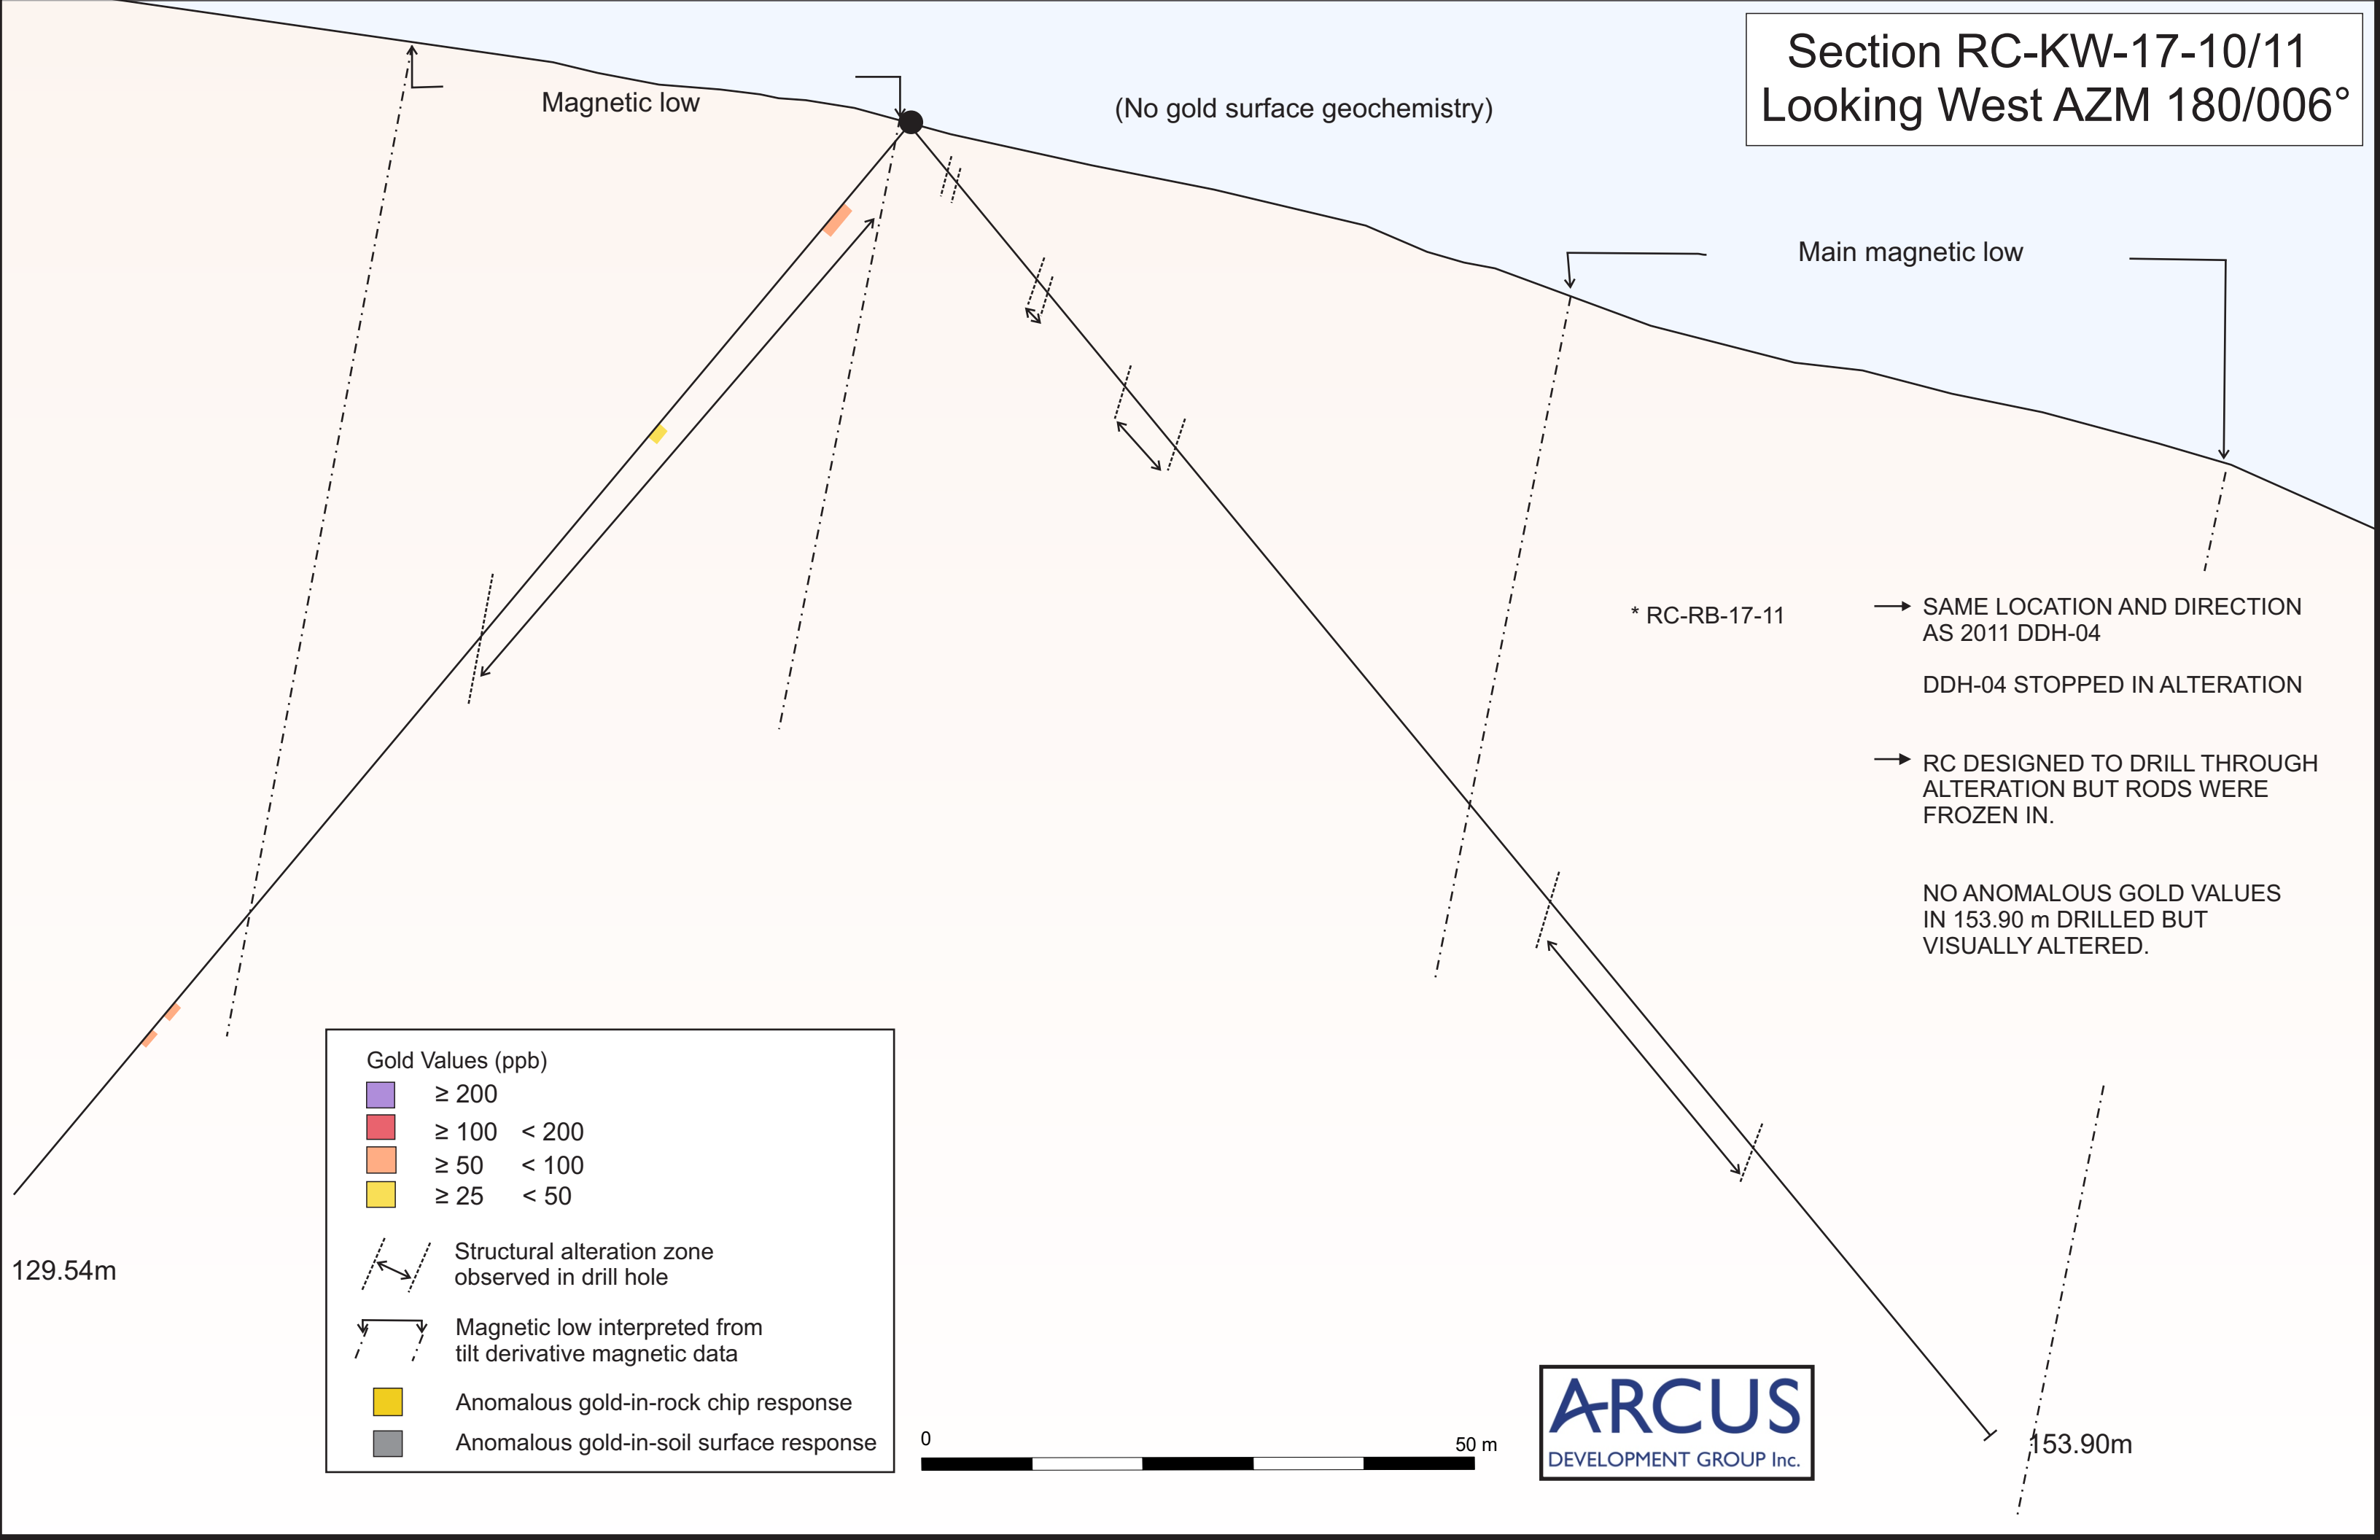 Section RC-KW-17-10/11
Looking West AZM 180/006°
Magnetic low
(No gold surface geochemistry)
Main magnetic low
* RC-RB-17-11
SAME LOCATION AND DIRECTION
AS 2011 DDH-04
DDH-04 STOPPED IN ALTERATION
RC DESIGNED TO DRILL THROUGH
ALTERATION BUT RODS WERE
FROZEN IN.
NO ANOMALOUS GOLD VALUES
IN 153.90 m DRILLED BUT
VISUALLY ALTERED.
129.54m
Gold Values (ppb)
≥ 200
≥ 100 < 200
≥ 50 < 100
≥ 25 < 50
Structural alteration zone
observed in drill hole
Magnetic low interpreted from
tilt derivative magnetic data
Anomalous gold-in-rock chip response
Anomalous gold-in-soil surface response
0 50 m
ARCUS
DEVELOPMENT GROUP Inc.
153.90m